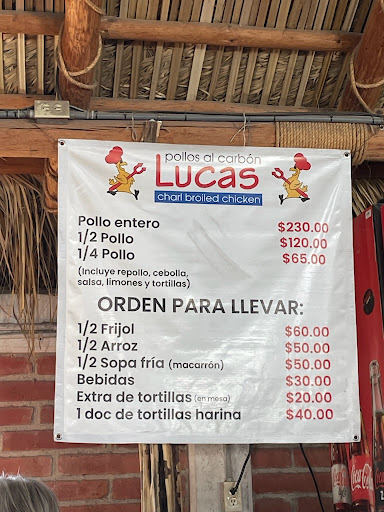 pollos al carbón
Lucas
charl broiled chicken
Pollo entero $230.00
1/2 Pollo $120.00
1/4 Pollo $65.00
(Incluye repollo, cebolla,
salsa, limones y tortillas)
ORDEN PARA LLEVAR:
1/2 Frijol $60.00
1/2 Arroz $50.00
1/2 Sopa fría (macarrón) $50.00
Bebidas $30.00
Extra de tortillas (en mesa) $20.00
1 doc de tortillas harina $40.00
Coca-Cola